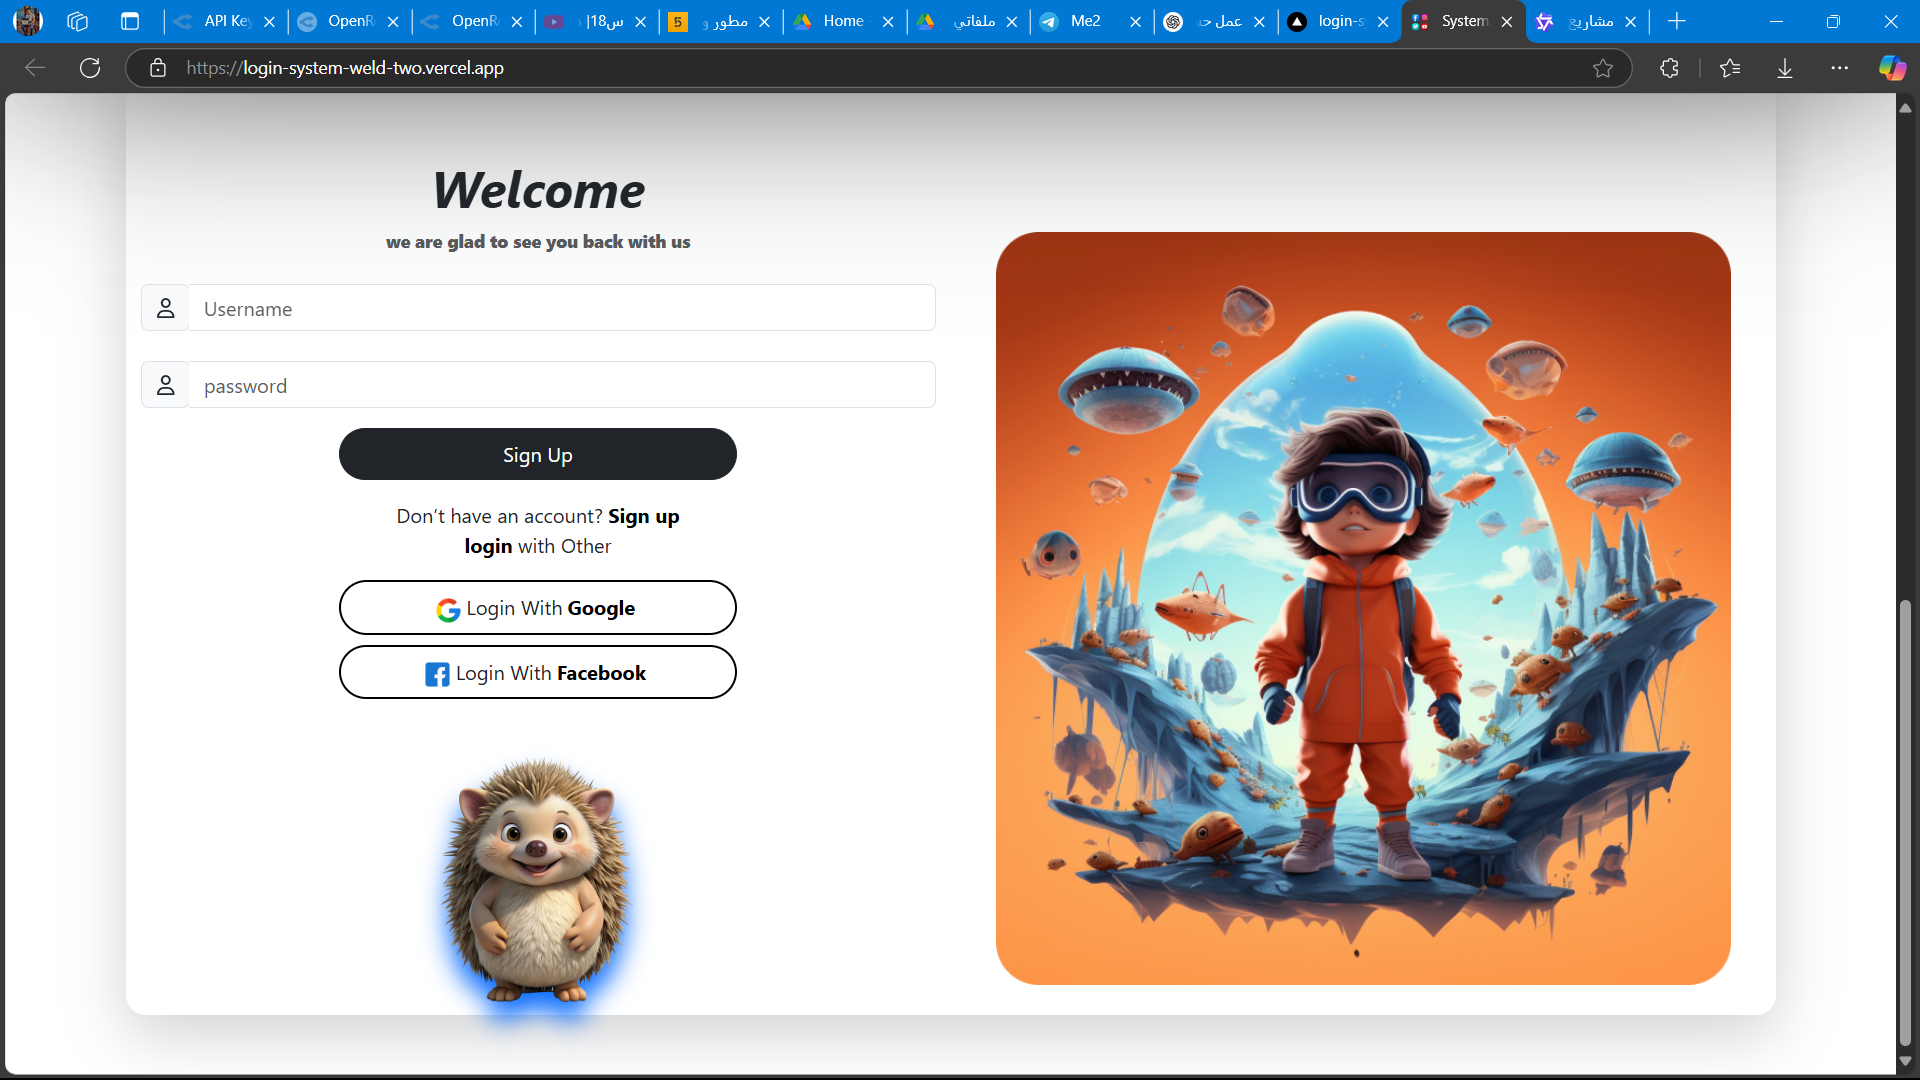 API Key
OpenR
OpenR
س18|
مطور و
Home
ملفاتي
Me2
عمل حد
login-s
System
مشاريع
https://login-system-weld-two.vercel.app
Welcome
we are glad to see you back with us
Username
password
Sign Up
Don't have an account? Sign up
login with Other
Login With Google
Login With Facebook